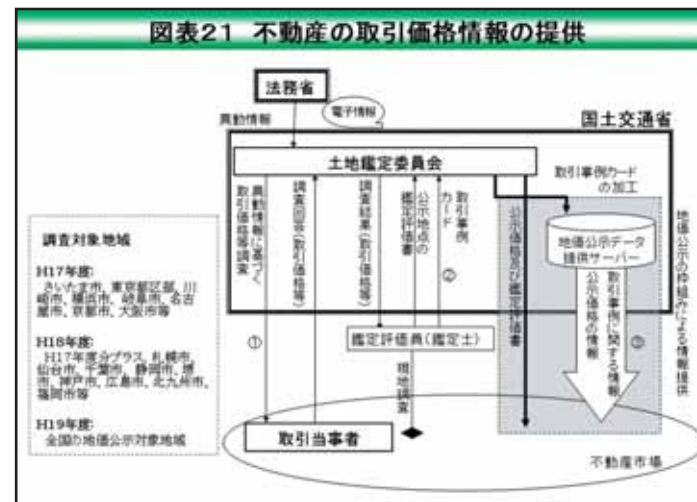 図表21 不動産の取引価格情報の提供
法務省
電子情報
異動情報
国土交通省
土地鑑定委員会
取引事例カード
の加工
異動情報に基づく
取引価格等調査
調査回答(取引価格等)
調査結果(取引価格等)
公示地点の
鑑定評価書
取引事例
カード
②
公示価格及び鑑定評価書
地価公示データ
提供サーバー
取引事例に関する情報
公示価格の情報
③
地価公示の枠組みによる情報提供
調査対象地域
H17年度:
さいたま市、東京都区部、川
崎市、横浜市、岐阜市、名古
屋市、京都市、大阪市等
H18年度:
H17年度分プラス、札幌市、
仙台市、千葉市、静岡市、堺
市、神戸市、広島市、北九州市、
福岡市等
H19年度:
全国の地価公示対象地域
①
鑑定評価員(鑑定士)
現地調査
取引当事者
不動産市場